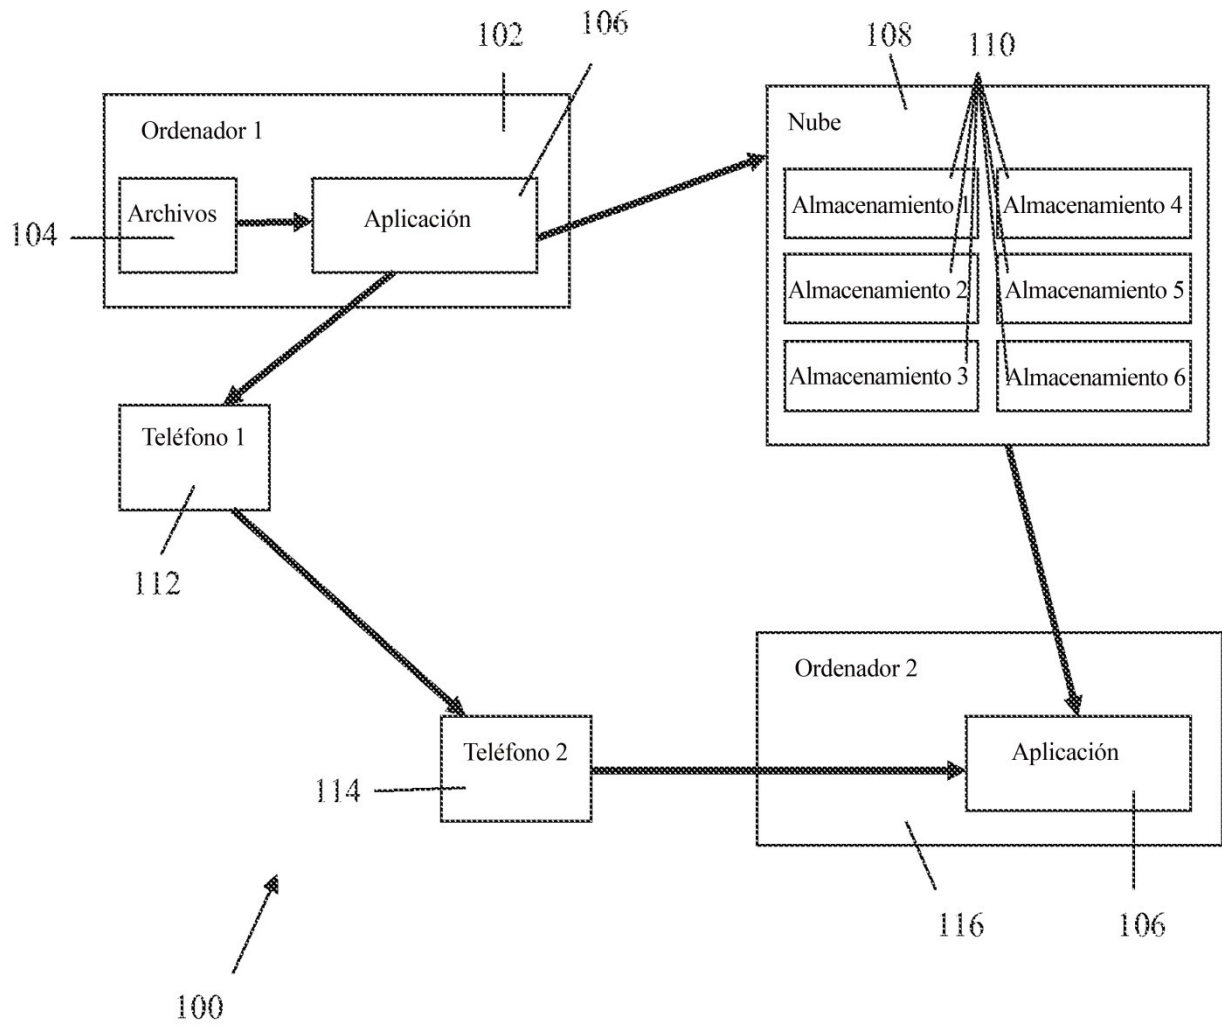 106
102
108
110
Ordenador 1
Nube
Archivos
Aplicación
104
Almacenamiento 1
Almacenamiento 4
Almacenamiento 2
Almacenamiento 5
Almacenamiento 3
Almacenamiento 6
Teléfono 1
112
Ordenador 2
Teléfono 2
Aplicación
114
116
106
100